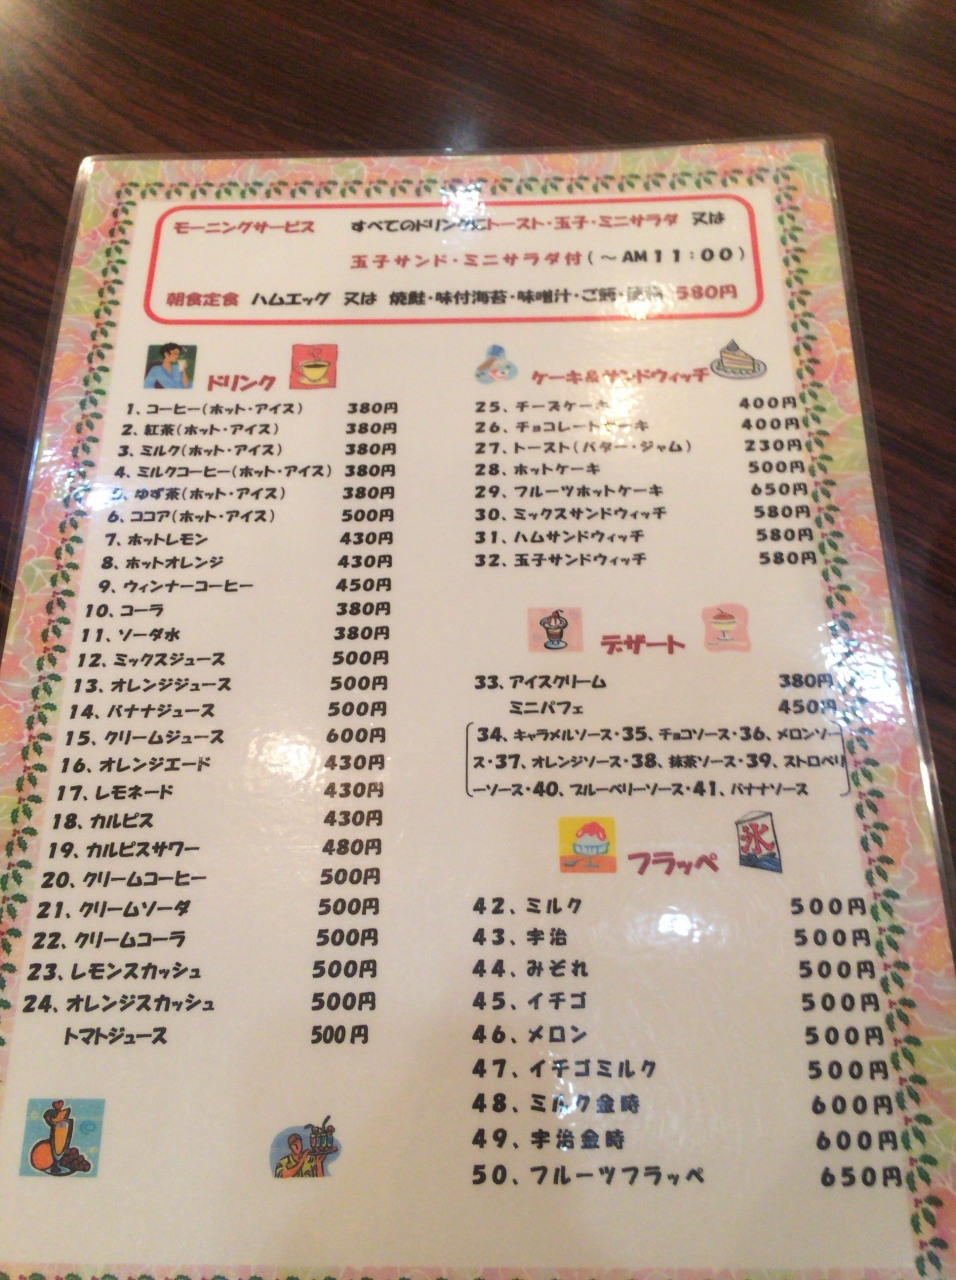 モーニングサービス　すべてのドリンクにトースト・玉子・ミニサラダ 又は
玉子サンド・ミニサラダ付(～AM11:00)
朝食定食 ハムエッグ 又は 焼鮭・味付海苔・味噌汁・ご飯・ 580円
ドリンク
1、コーヒー(ホット・アイス) 380円
2、紅茶(ホット・アイス) 380円
3、ミルク(ホット・アイス) 380円
4、ミルクコーヒー(ホット・アイス) 380円
5、ゆず茶(ホット・アイス) 380円
6、ココア(ホット・アイス) 500円
7、ホットレモン 430円
8、ホットオレンジ 430円
9、ウィンナーコーヒー 450円
10、コーラ 380円
11、ソーダ水 380円
12、ミックスジュース 500円
13、オレンジジュース 500円
14、バナナジュース 500円
15、クリームジュース 600円
16、オレンジエード 430円
17、レモネード 430円
18、カルピス 430円
19、カルピスサワー 480円
20、クリームコーヒー 500円
21、クリームソーダ 500円
22、クリームコーラ 500円
23、レモンスカッシュ 500円
24、オレンジスカッシュ 500円
トマトジュース 500円
ケーキ＆サンドウィッチ
25、チーズケーキ 400円
26、チョコレートケーキ 400円
27、トースト(バター・ジャム) 230円
28、ホットケーキ 500円
29、フルーツホットケーキ 650円
30、ミックスサンドウィッチ 580円
31、ハムサンドウィッチ 580円
32、玉子サンドウィッチ 580円
デザート
33、アイスクリーム 380円
ミニパフェ 450円
34、キャラメルソース・35、チョコソース・36、メロンソー
ス・37、オレンジソース・38、抹茶ソース・39、ストロベリ
ーソース・40、ブルーベリーソース・41、バナナソース
氷
フラッペ
42、ミルク 500円
43、宇治 500円
44、みぞれ 500円
45、イチゴ 500円
46、メロン 500円
47、イチゴミルク 500円
48、ミルク金時 600円
49、宇治金時 600円
50、フルーツフラッペ 650円